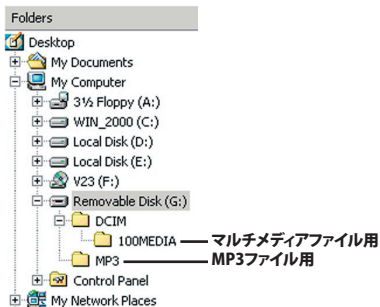 Folders
Desktop
My Documents
My Computer
3½ Floppy (A:)
WIN_2000 (C:)
Local Disk (D:)
Local Disk (E:)
V23 (F:)
Removable Disk (G:)
DCIM
100MEDIA マルチメディアファイル用
MP3 MP3ファイル用
Control Panel
My Network Places